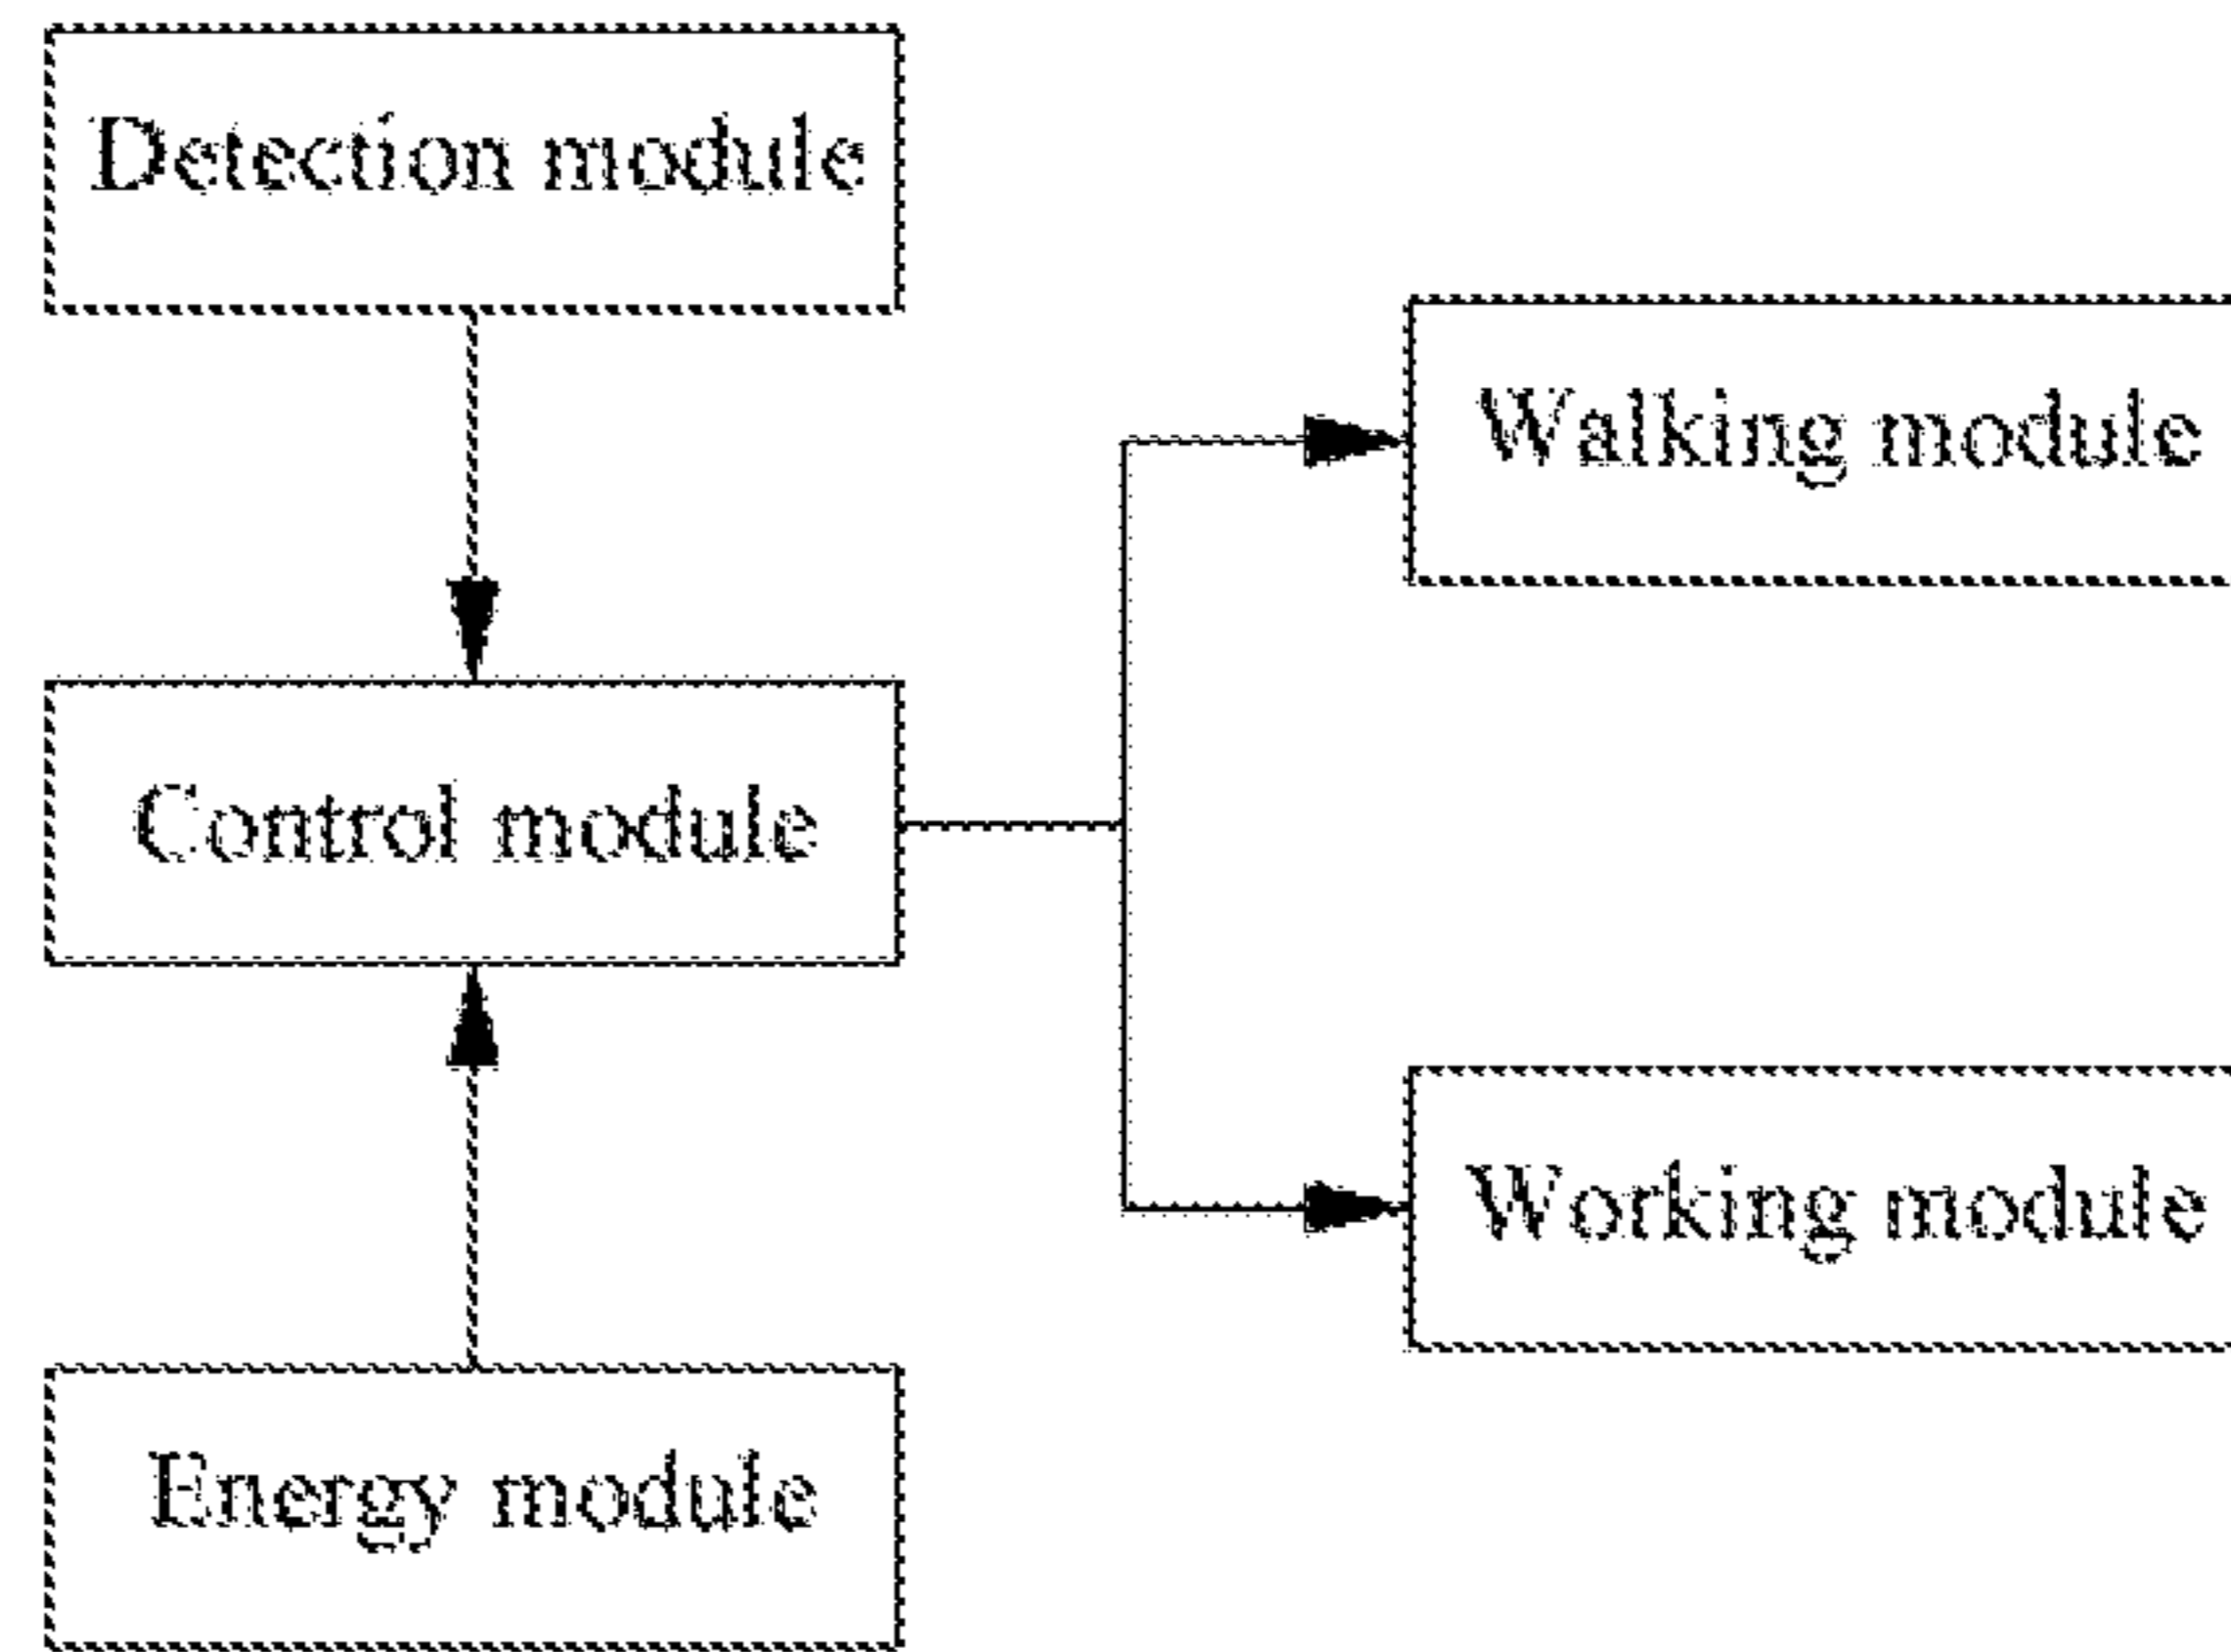 Detection module
Walking module
Control module
Working module
Energy module